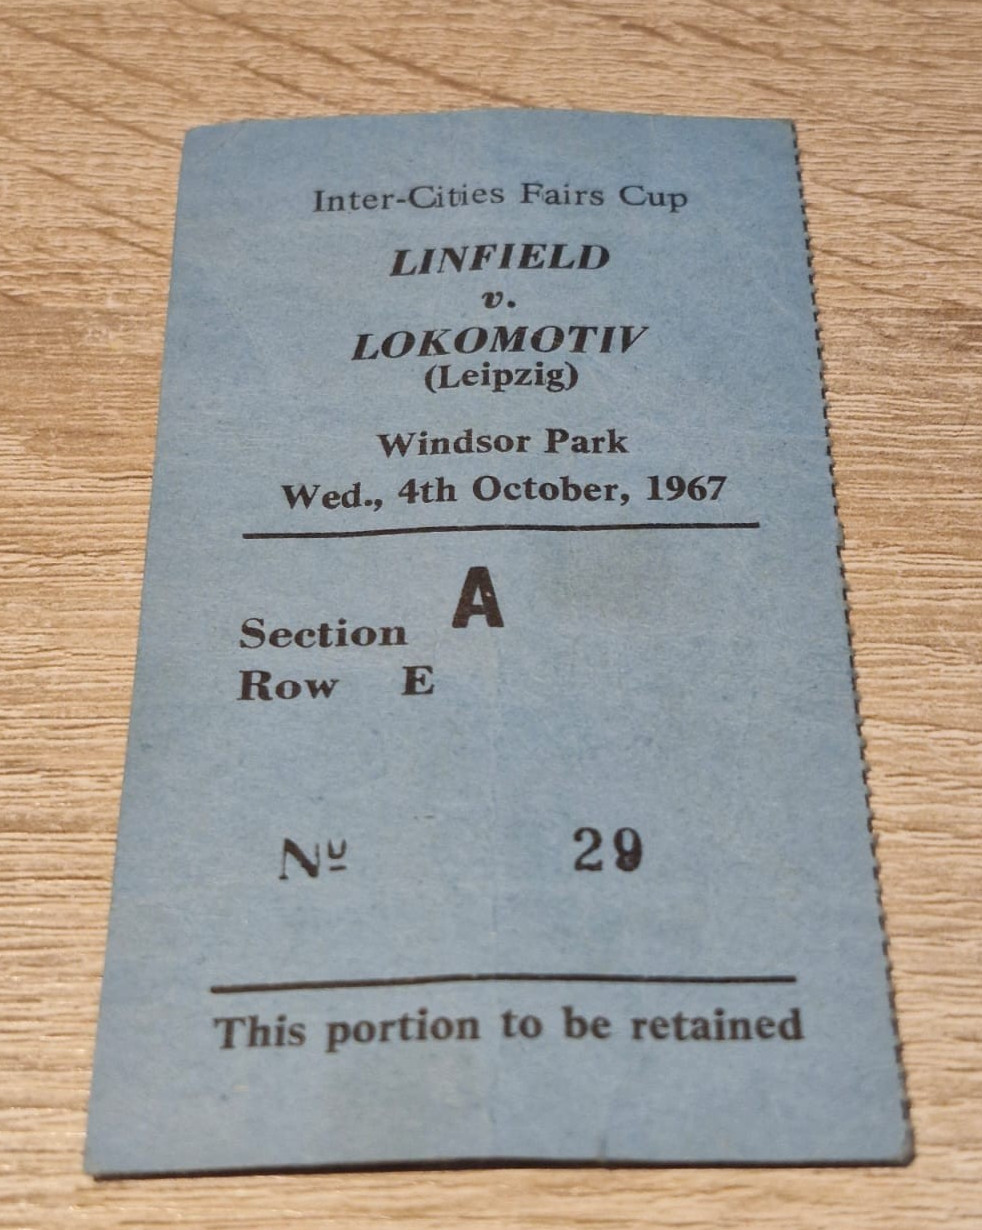 Inter-Cities Fairs Cup
LINFIELD
v.
LOKOMOTIV
(Leipzig)
Windsor Park
Wed., 4th October, 1967
Section A
Row E
Nº 29
This portion to be retained